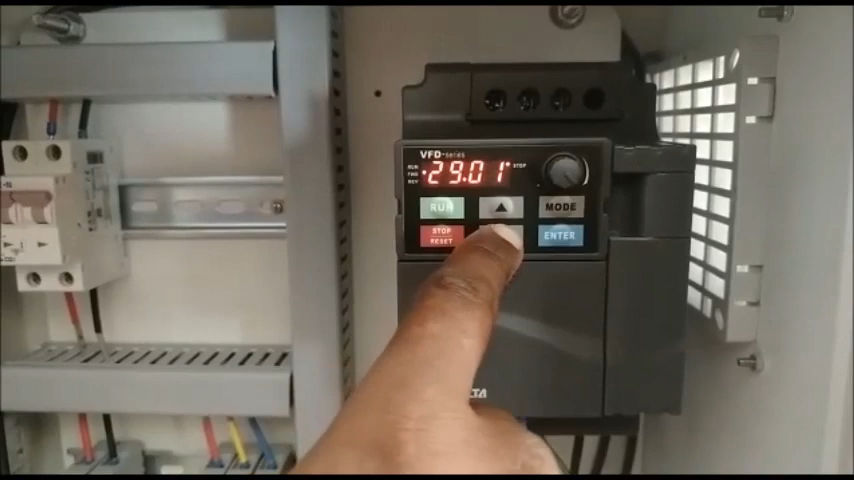 VFD-series
RUN
FWD
REV
29.01
STOP
RUN
▲
MODE
STOP
RESET
ENTER
LTA
-N